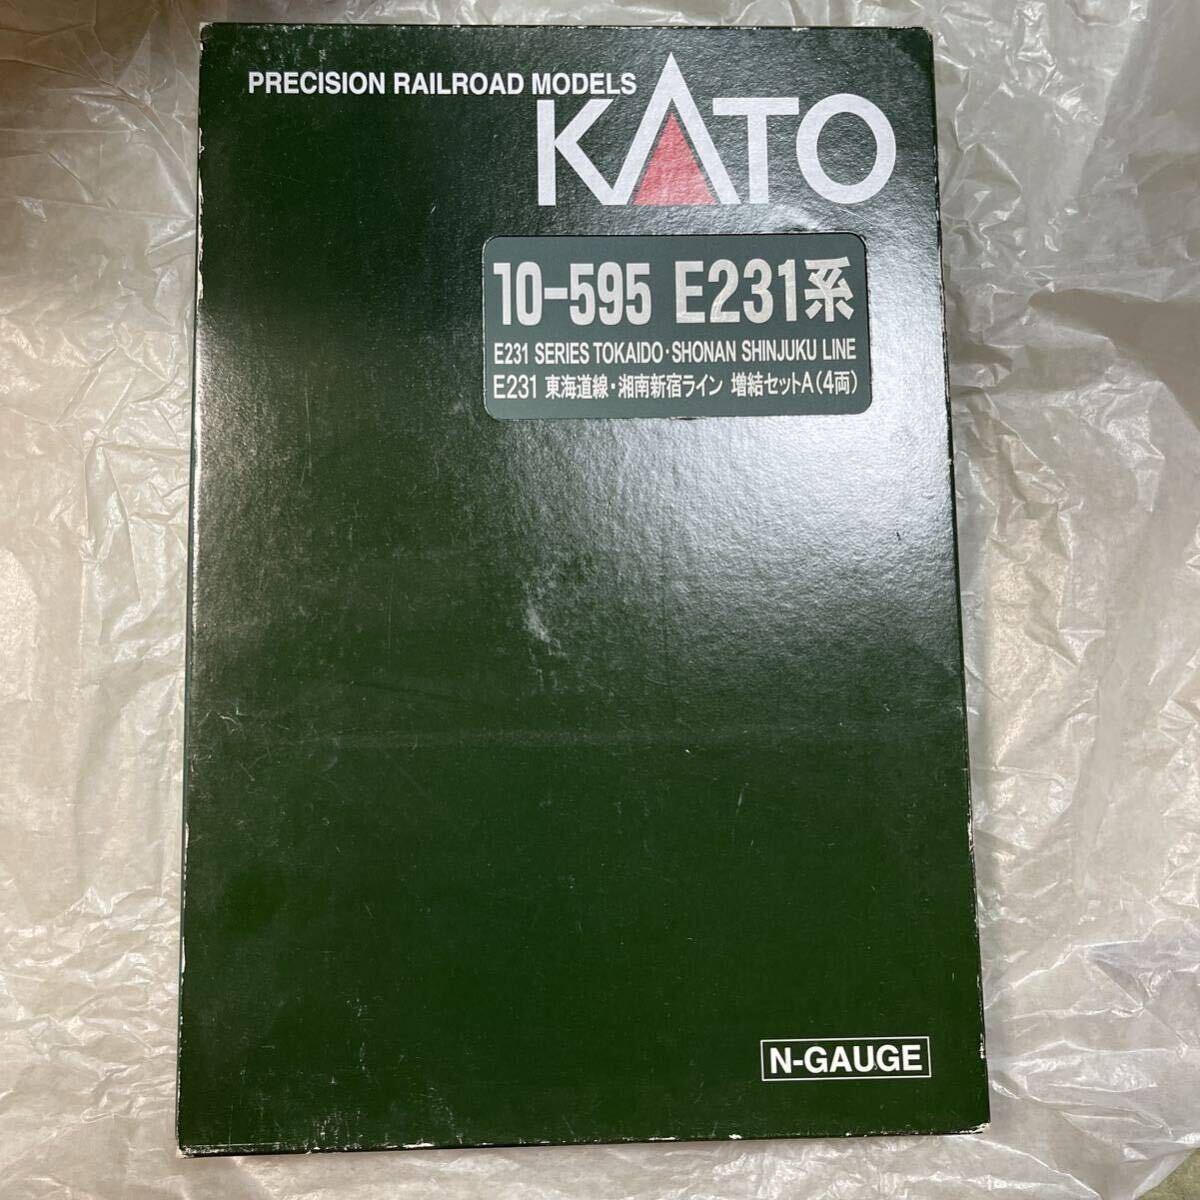 PRECISION RAILROAD MODELS
KATO
10-595 E231系
E231 SERIES TOKAIDO・SHONAN SHINJUKU LINE
E231 東海道線・湘南新宿ライン 増結セットA(4両)
N-GAUGE